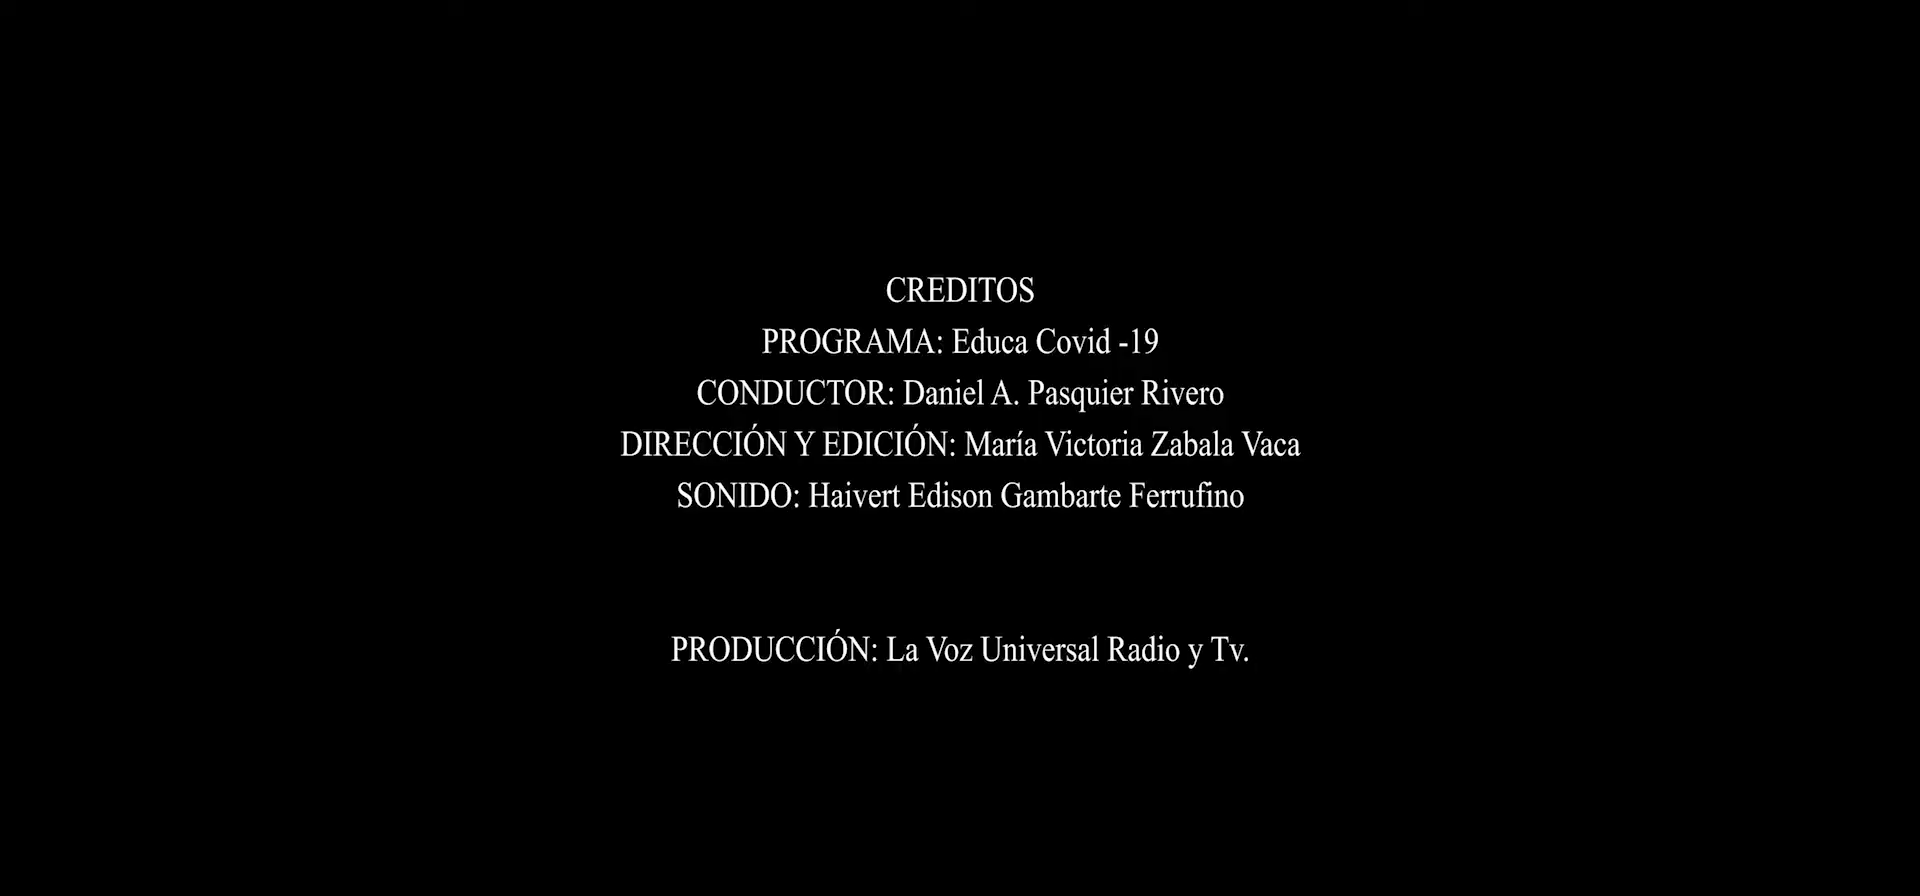 CREDITOS
PROGRAMA: Educa Covid -19
CONDUCTOR: Daniel A. Pasquier Rivero
DIRECCIÓN Y EDICIÓN: María Victoria Zabala Vaca
SONIDO: Haivert Edison Gambarte Ferrufino
PRODUCCIÓN: La Voz Universal Radio y Tv.